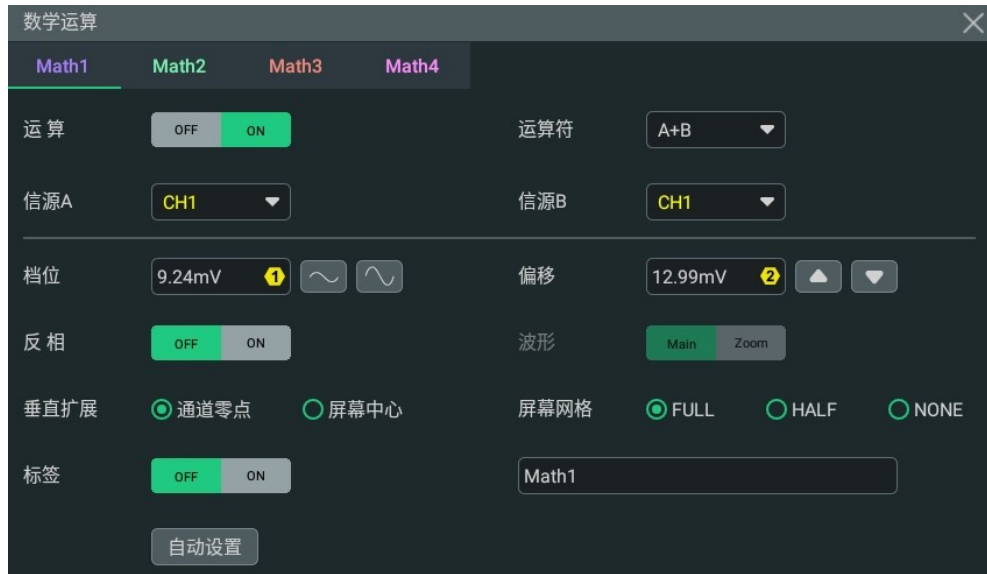 数学运算
Math1 Math2 Math3 Math4
运算 OFF ON 运算符 A+B
信源A CH1 信源B CH1
档位 9.24mV 1 偏移 12.99mV 2
反相 OFF ON 波形 Main Zoom
垂直扩展 通道零点 屏幕中心 屏幕网格 FULL HALF NONE
标签 OFF ON Math1
自动设置